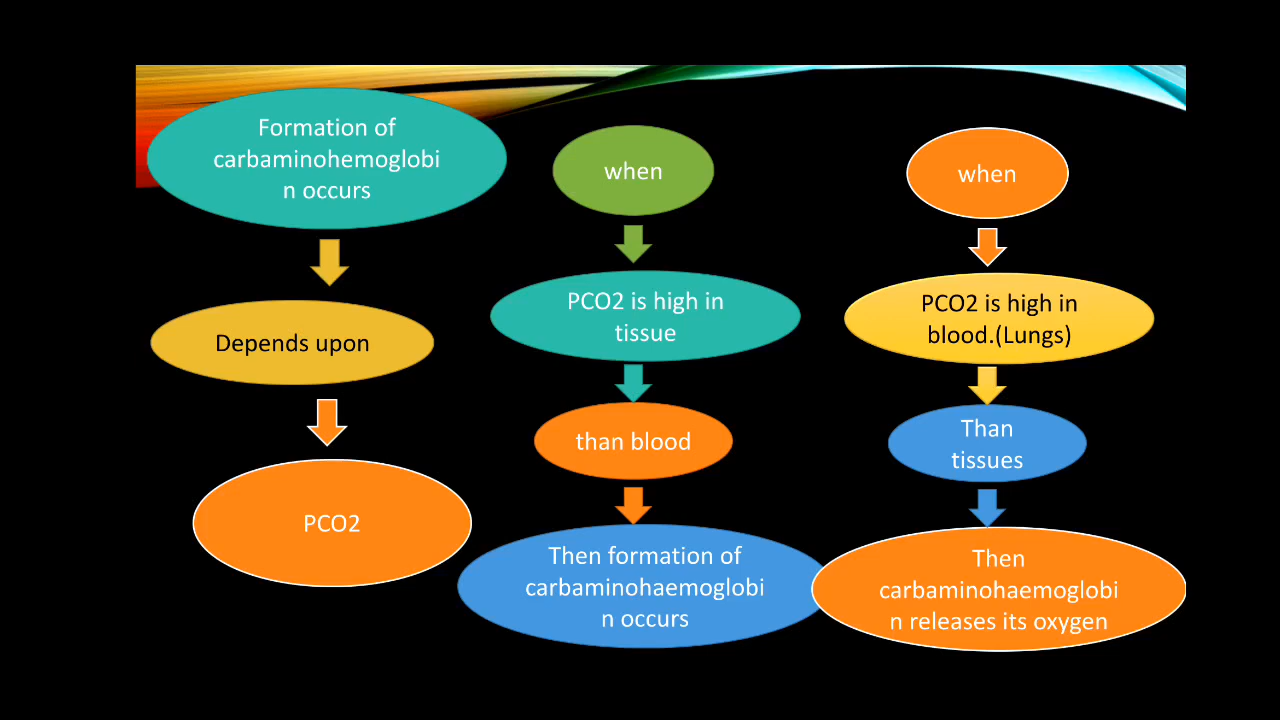 Formation of
carbaminohemoglobi
n occurs
Depends upon
PCO2
when
PCO2 is high in
tissue
than blood
Then formation of
carbaminohaemoglobi
n occurs
when
PCO2 is high in
blood.(Lungs)
Than
tissues
Then
carbaminohaemoglobi
n releases its oxygen